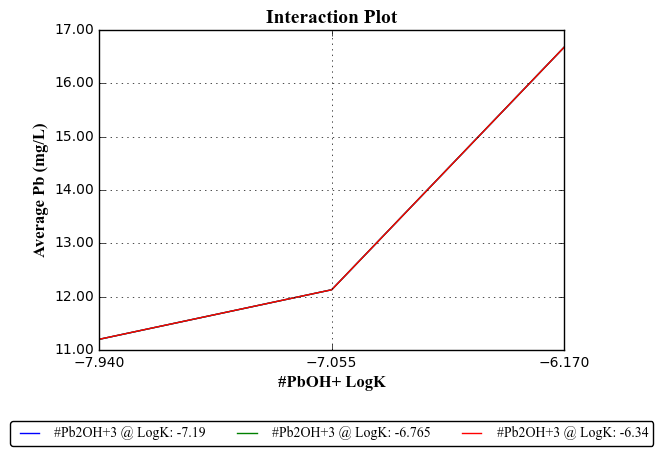 Interaction Plot
17.00
16.00
15.00
14.00
13.00
12.00
11.00
Average Pb (mg/L)
−7.940 −7.055 −6.170
#PbOH+ LogK
#Pb2OH+3 @ LogK: -7.19 #Pb2OH+3 @ LogK: -6.765 #Pb2OH+3 @ LogK: -6.34